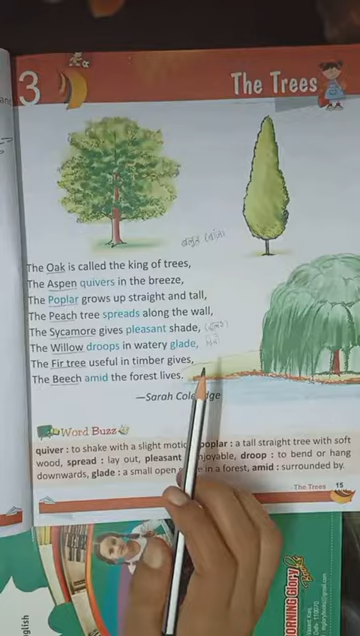 3
The Trees
The Oak is called the king of trees,
The Aspen quivers in the breeze,
The Poplar grows up straight and tall,
The Peach tree spreads along the wall,
The Sycamore gives pleasant shade,
The Willow droops in watery glade,
The Fir tree useful in timber gives,
The Beech amid the forest lives.
—Sarah Col
Word Buzz
quiver : to shake with a slight motio poplar : a tall straight tree with soft
wood, spread : lay out, pleasant njoyable, droop : to bend or hang
downwards, glade : a small open in a forest, amid : surrounded by.
The Trees 15